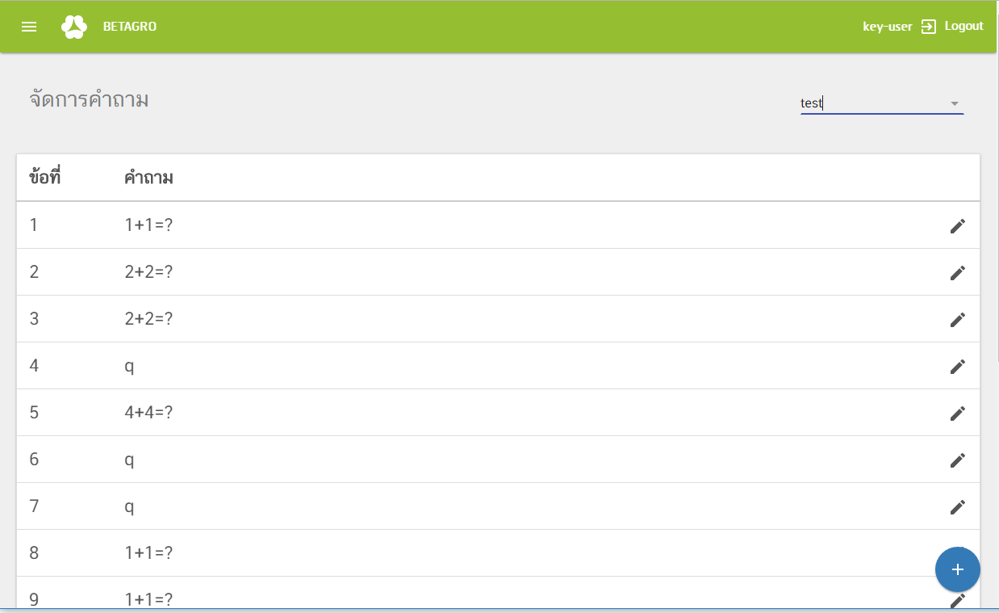 BETAGRO
key-user Logout
จัดการคำถาม
test
ข้อที่ คำถาม
1 1+1=?
2 2+2=?
3 2+2=?
4 q
5 4+4=?
6 q
7 q
8 1+1=?
9 1+1=?